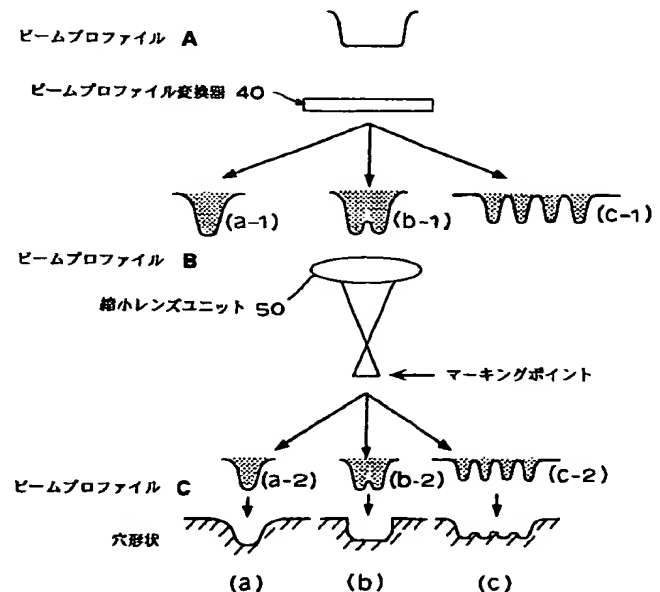 ビームプロファイル A
ビームプロファイル変換器 40
(a-1) (b-1) (c-1)
ビームプロファイル B
縮小レンズユニット 50
マーキングポイント
(a-2) (b-2) (c-2)
ビームプロファイル C
穴形状
(a) (b) (c)